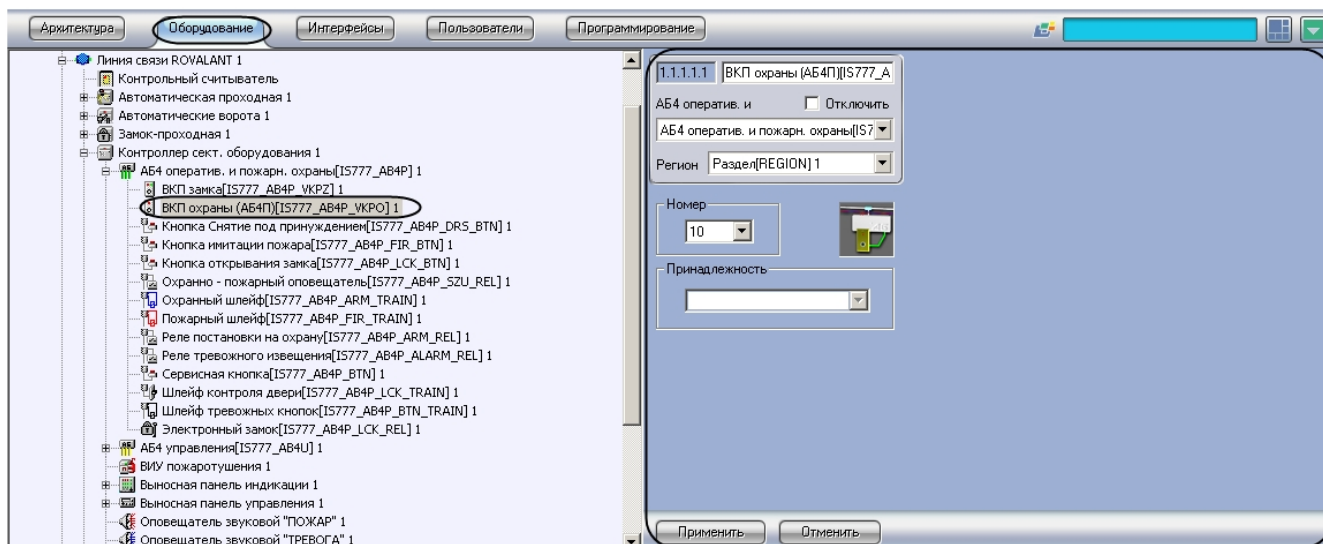 Архитектура Оборудование Интерфейсы Пользователи Программирование
Линия связи ROVALANT 1
Контрольный считыватель
Автоматическая проходная 1
Автоматические ворота 1
Замок-проходная 1
Контроллер сект. оборудования 1
АБ4 оператив. и пожарн. охраны[IS777_AB4P] 1
ВКП замка[IS777_AB4P_VKPZ] 1
ВКП охраны (АБ4П)[IS777_AB4P_VKPO] 1
Кнопка Снятие под принуждением[IS777_AB4P_DRS_BTN] 1
Кнопка имитации пожара[IS777_AB4P_FIR_BTN] 1
Кнопка открывания замка[IS777_AB4P_LCK_BTN] 1
Охранно - пожарный оповещатель[IS777_AB4P_SZU_REL] 1
Охранный шлейф[IS777_AB4P_ARM_TRAIN] 1
Пожарный шлейф[IS777_AB4P_FIR_TRAIN] 1
Реле постановки на охрану[IS777_AB4P_ARM_REL] 1
Реле тревожного извещения[IS777_AB4P_ALARM_REL] 1
Сервисная кнопка[IS777_AB4P_BTN] 1
Шлейф контроля двери[IS777_AB4P_LCK_TRAIN] 1
Шлейф тревожных кнопок[IS777_AB4P_BTN_TRAIN] 1
Электронный замок[IS777_AB4P_LCK_REL] 1
АБ4 управления[IS777_AB4U] 1
ВИУ пожаротушения 1
Выносная панель индикации 1
Выносная панель управления 1
Оповещатель звуковой "ПОЖАР" 1
Оповещатель звуковой "ТРЕВОГА" 1
1.1.1.1.1 ВКП охраны (АБ4П)[IS777_A
АБ4 оператив. и Отключить
АБ4 оператив. и пожарн. охраны[IS7
Регион Раздел[REGION] 1
Номер
10
Принадлежность
Применить Отменить